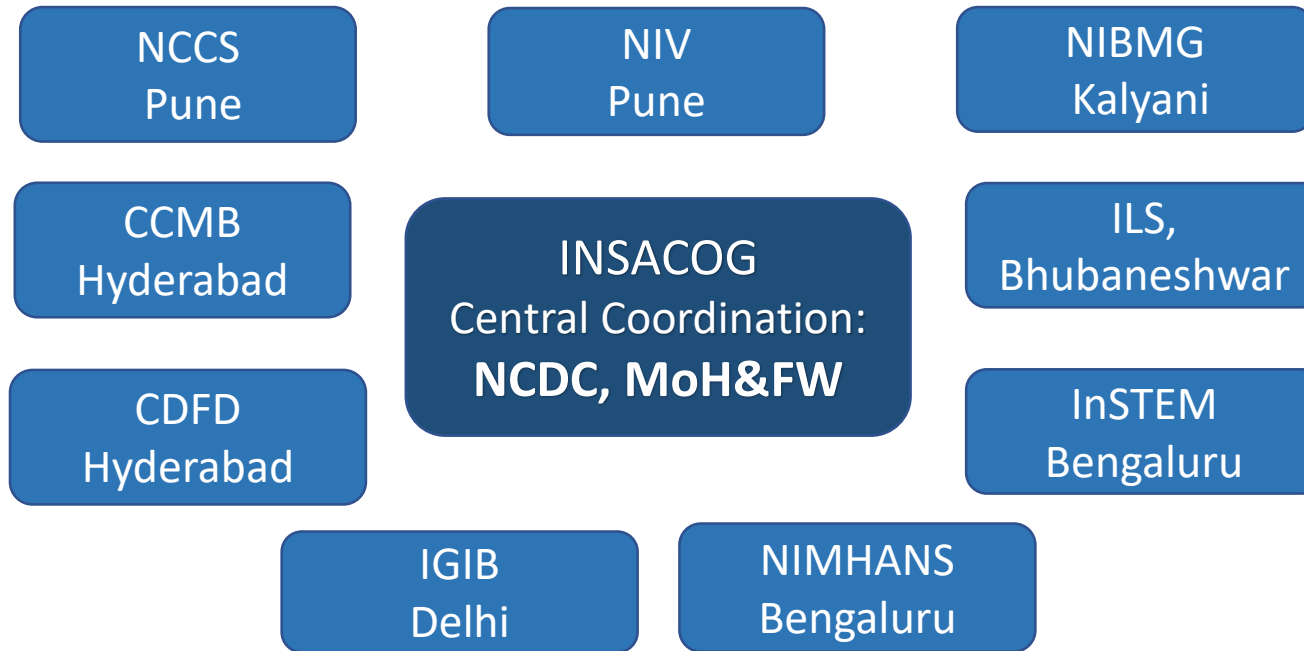 NCCS
Pune
NIV
Pune
NIBMG
Kalyani
CCMB
Hyderabad
INSACOG
Central Coordination:
NCDC, MoH&FW
ILS,
Bhubaneshwar
CDFD
Hyderabad
InSTEM
Bengaluru
IGIB
Delhi
NIMHANS
Bengaluru